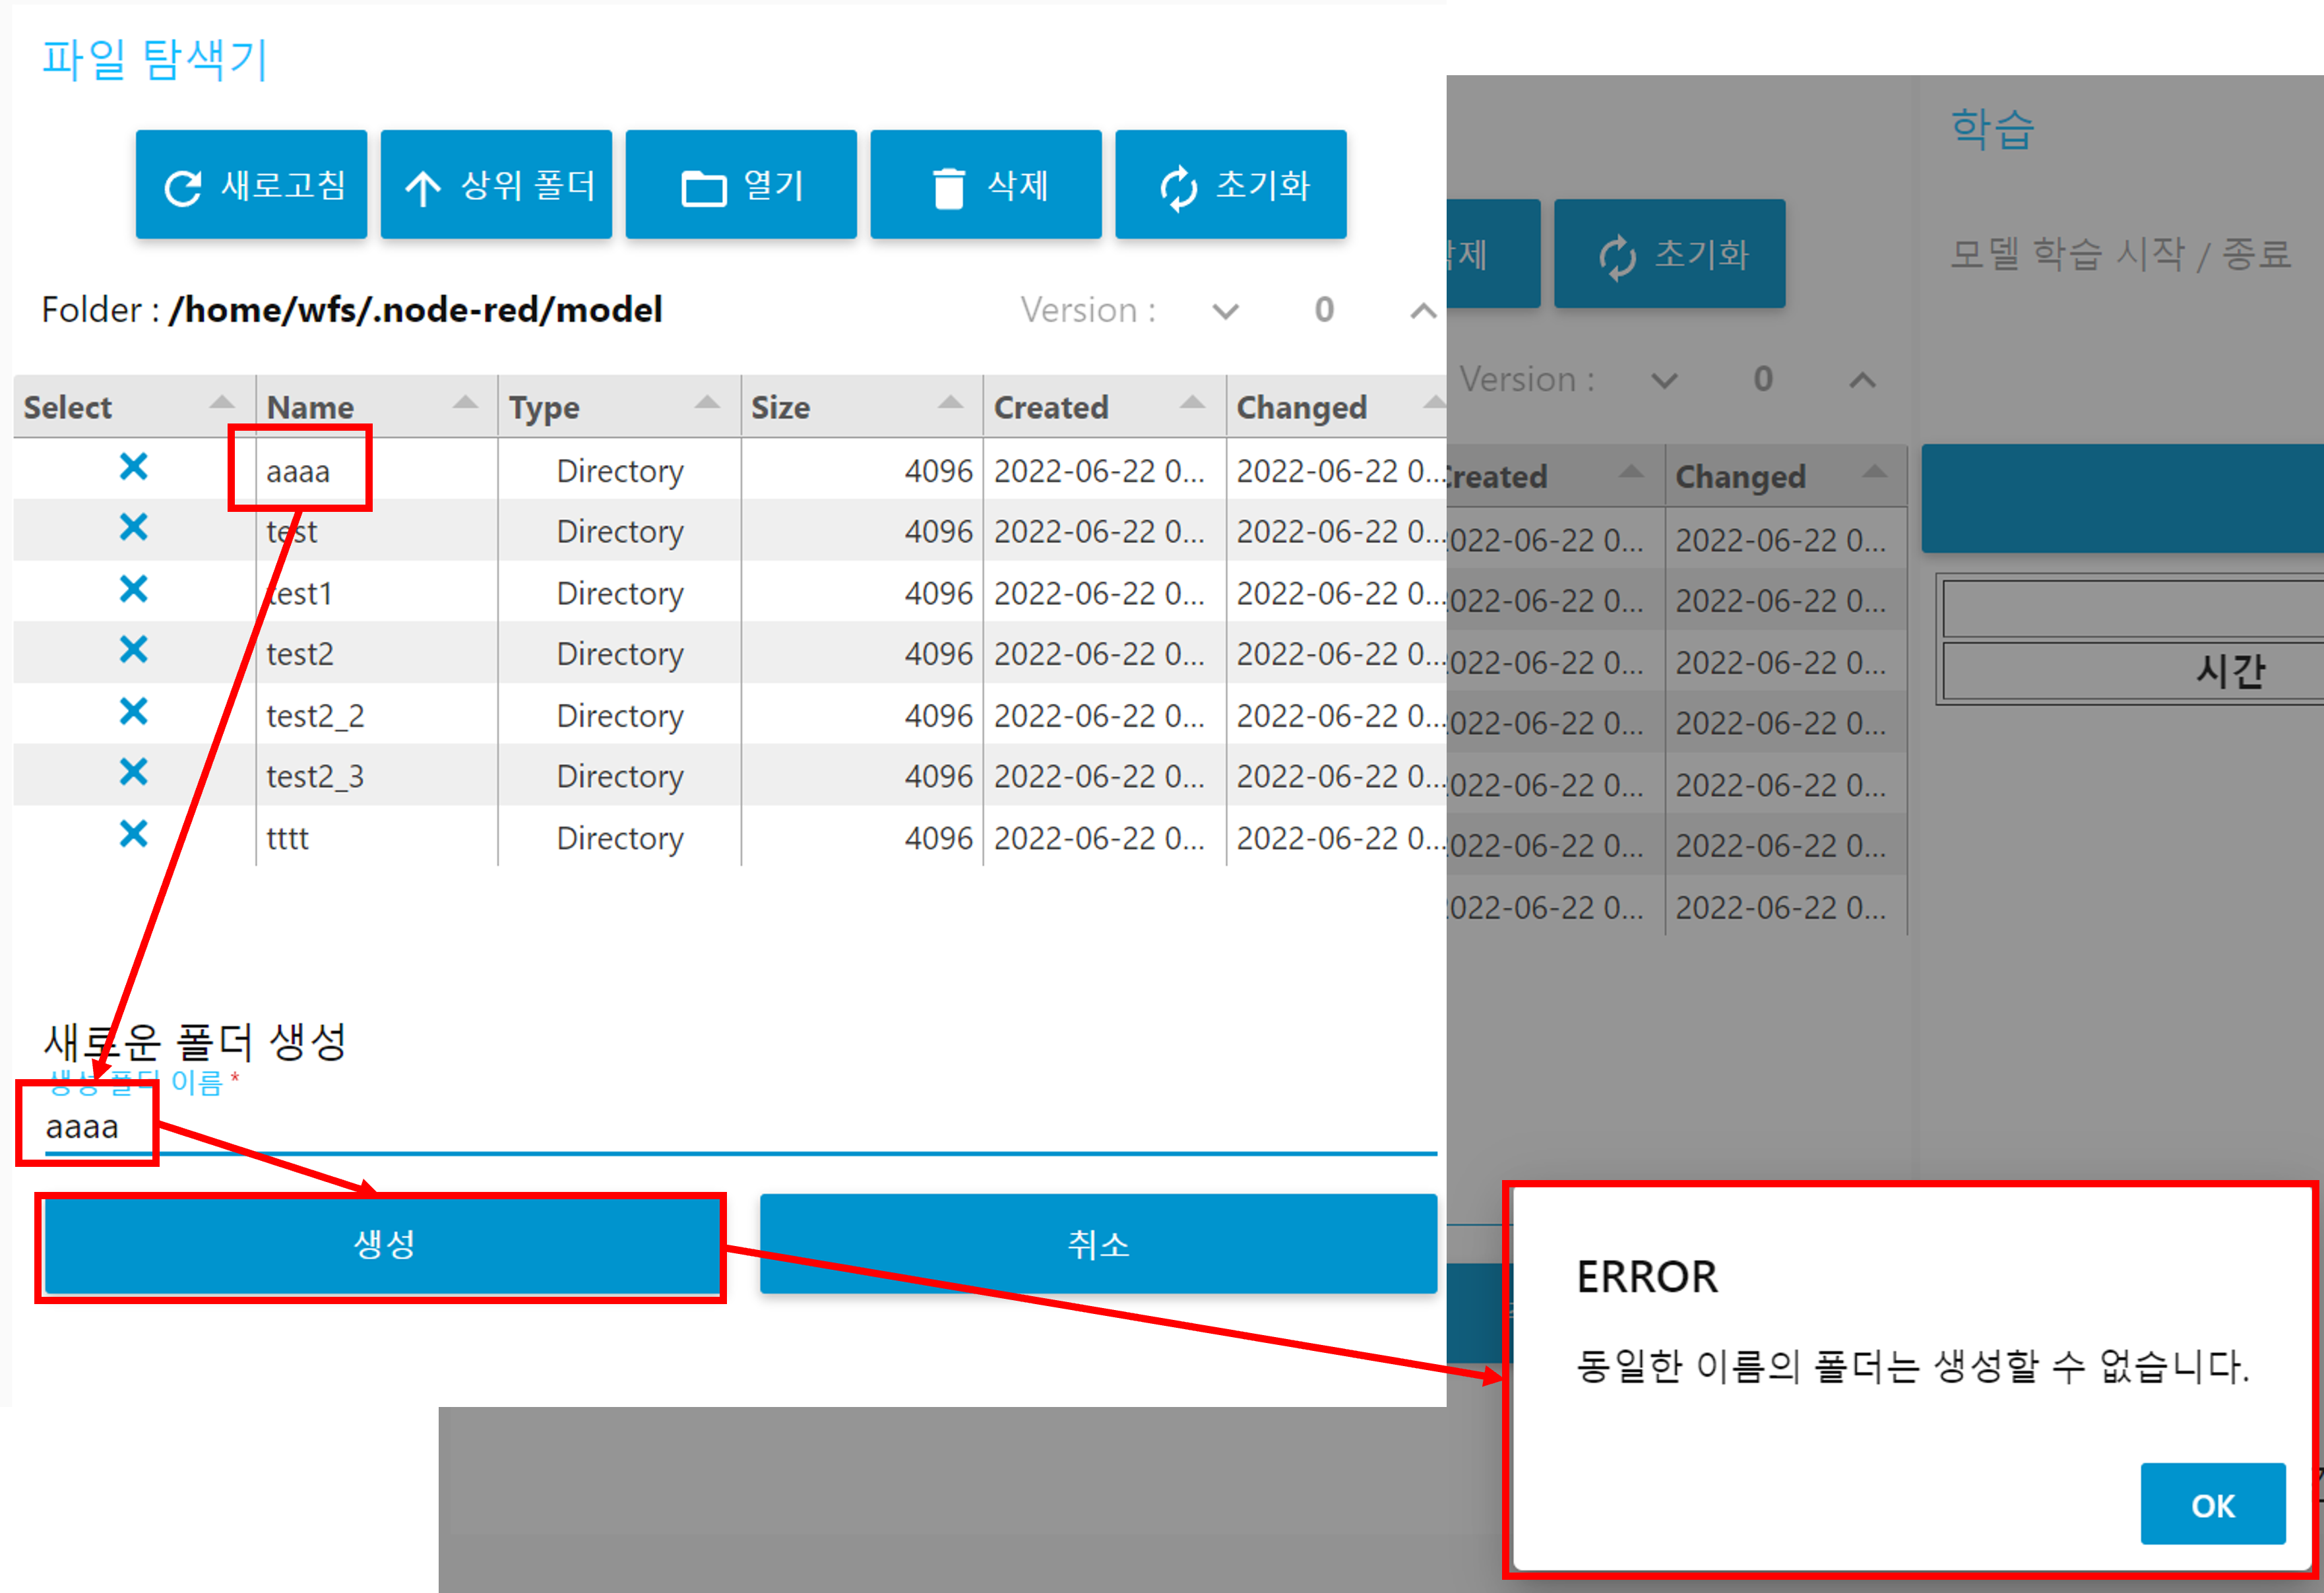 파일 탐색기
새로고침 상위 폴더 열기 삭제 초기화
Folder : /home/wfs/.node-red/model Version : 0
Select Name Type Size Created Changed
aaaa Directory 4096 2022-06-22 0... 2022-06-22 0...
test Directory 4096 2022-06-22 0... 2022-06-22 0...
test1 Directory 4096 2022-06-22 0... 2022-06-22 0...
test2 Directory 4096 2022-06-22 0... 2022-06-22 0...
test2_2 Directory 4096 2022-06-22 0... 2022-06-22 0...
test2_3 Directory 4096 2022-06-22 0... 2022-06-22 0...
tttt Directory 4096 2022-06-22 0... 2022-06-22 0...
새로운 폴더 생성
생성 폴더 이름 *
aaaa
생성 취소
학습
초기화
모델 학습 시작 / 종료
Version : 0
Changed
022-06-22 0... 2022-06-22 0...
022-06-22 0... 2022-06-22 0...
022-06-22 0... 2022-06-22 0...
022-06-22 0... 2022-06-22 0...
022-06-22 0... 2022-06-22 0...
022-06-22 0... 2022-06-22 0...
022-06-22 0... 2022-06-22 0...
시간
ERROR
동일한 이름의 폴더는 생성할 수 없습니다.
OK